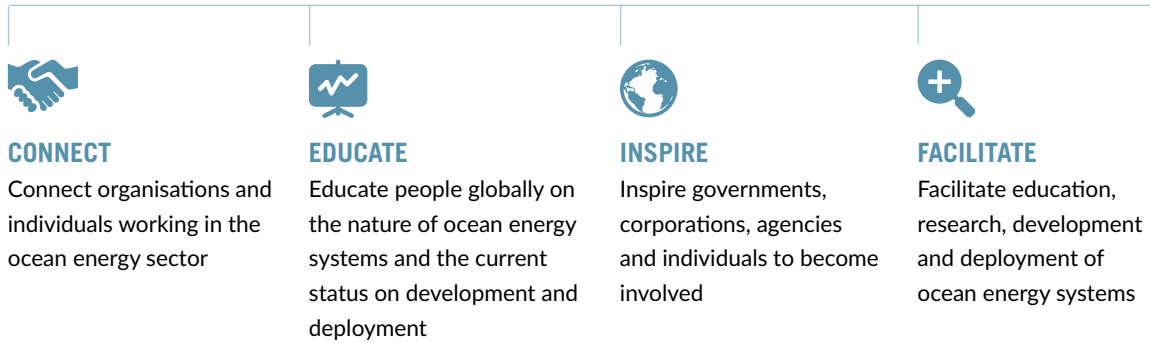 CONNECT
Connect organisations and
individuals working in the
ocean energy sector
EDUCATE
Educate people globally on
the nature of ocean energy
systems and the current
status on development and
deployment
INSPIRE
Inspire governments,
corporations, agencies
and individuals to become
involved
FACILITATE
Facilitate education,
research, development
and deployment of
ocean energy systems